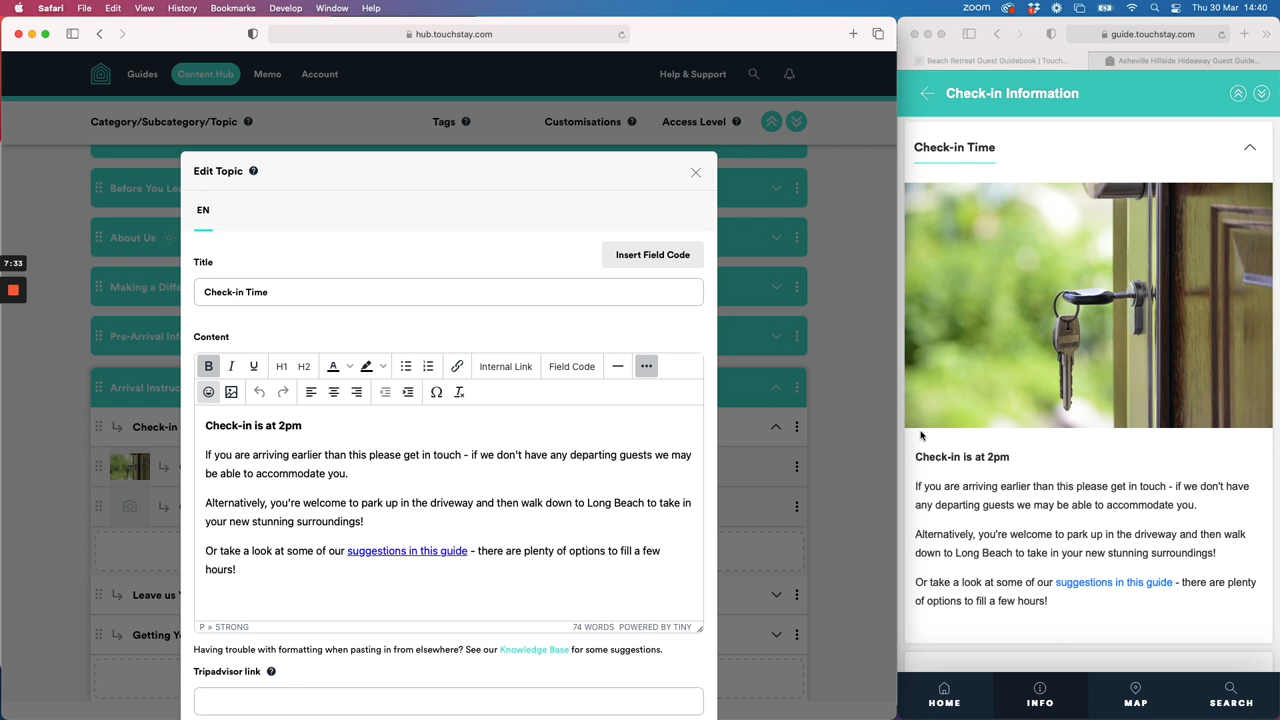 Safari File Edit View History Bookmarks Develop Window Help
ZOOM Thu 30 Mar 14:40
hub.touchstay.com
guide.touchstay.com
Beach Retreat Guest Guidebook | Touch...
Asheville Hillside Hideaway Guest Guide...
Guides Content Hub Memo Account Help & Support
Check-in Information
Category/Subcategory/Topic Tags Customisations Access Level
Before You Lea
About Us
Making a Diffe
Pre-Arrival Inf
Arrival Instruc
Check-in
Leave us
Getting Yo
7:33
Edit Topic
EN
Insert Field Code
Title
Check-in Time
Content
B I U H1 H2 A Internal Link Field Code
Check-in is at 2pm
If you are arriving earlier than this please get in touch - if we don't have any departing guests we may
be able to accommodate you.
Alternatively, you're welcome to park up in the driveway and then walk down to Long Beach to take in
your new stunning surroundings!
Or take a look at some of our suggestions in this guide - there are plenty of options to fill a few
hours!
P » STRONG 74 WORDS POWERED BY TINY
Having trouble with formatting when pasting in from elsewhere? See our Knowledge Base for some suggestions.
Tripadvisor link
Check-in Time
Check-in is at 2pm
If you are arriving earlier than this please get in touch - if we don't have
any departing guests we may be able to accommodate you.
Alternatively, you're welcome to park up in the driveway and then walk
down to Long Beach to take in your new stunning surroundings!
Or take a look at some of our suggestions in this guide - there are plenty
of options to fill a few hours!
HOME INFO MAP SEARCH